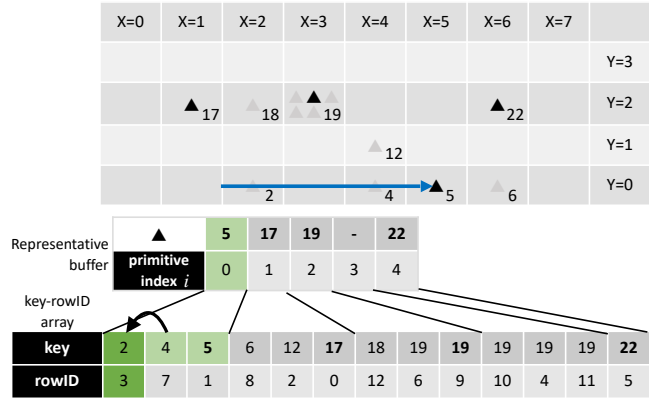 X=0 X=1 X=2 X=3 X=4 X=5 X=6 X=7
Y=3
17 18 19 22 Y=2
12 Y=1
2 4 5 6 Y=0
Representative buffer
▲ 5 17 19 - 22
primitive index i 0 1 2 3 4
key-rowID array
key 2 4 5 6 12 17 18 19 19 19 19 19 22
rowID 3 7 1 8 2 0 12 6 9 10 4 11 5